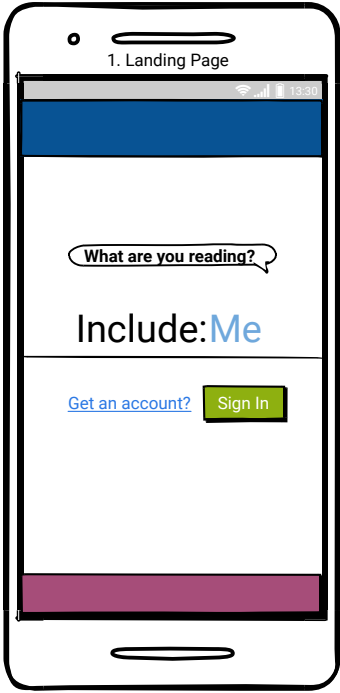 1. Landing Page
13:30
What are you reading?
Include:Me
Get an account? Sign In